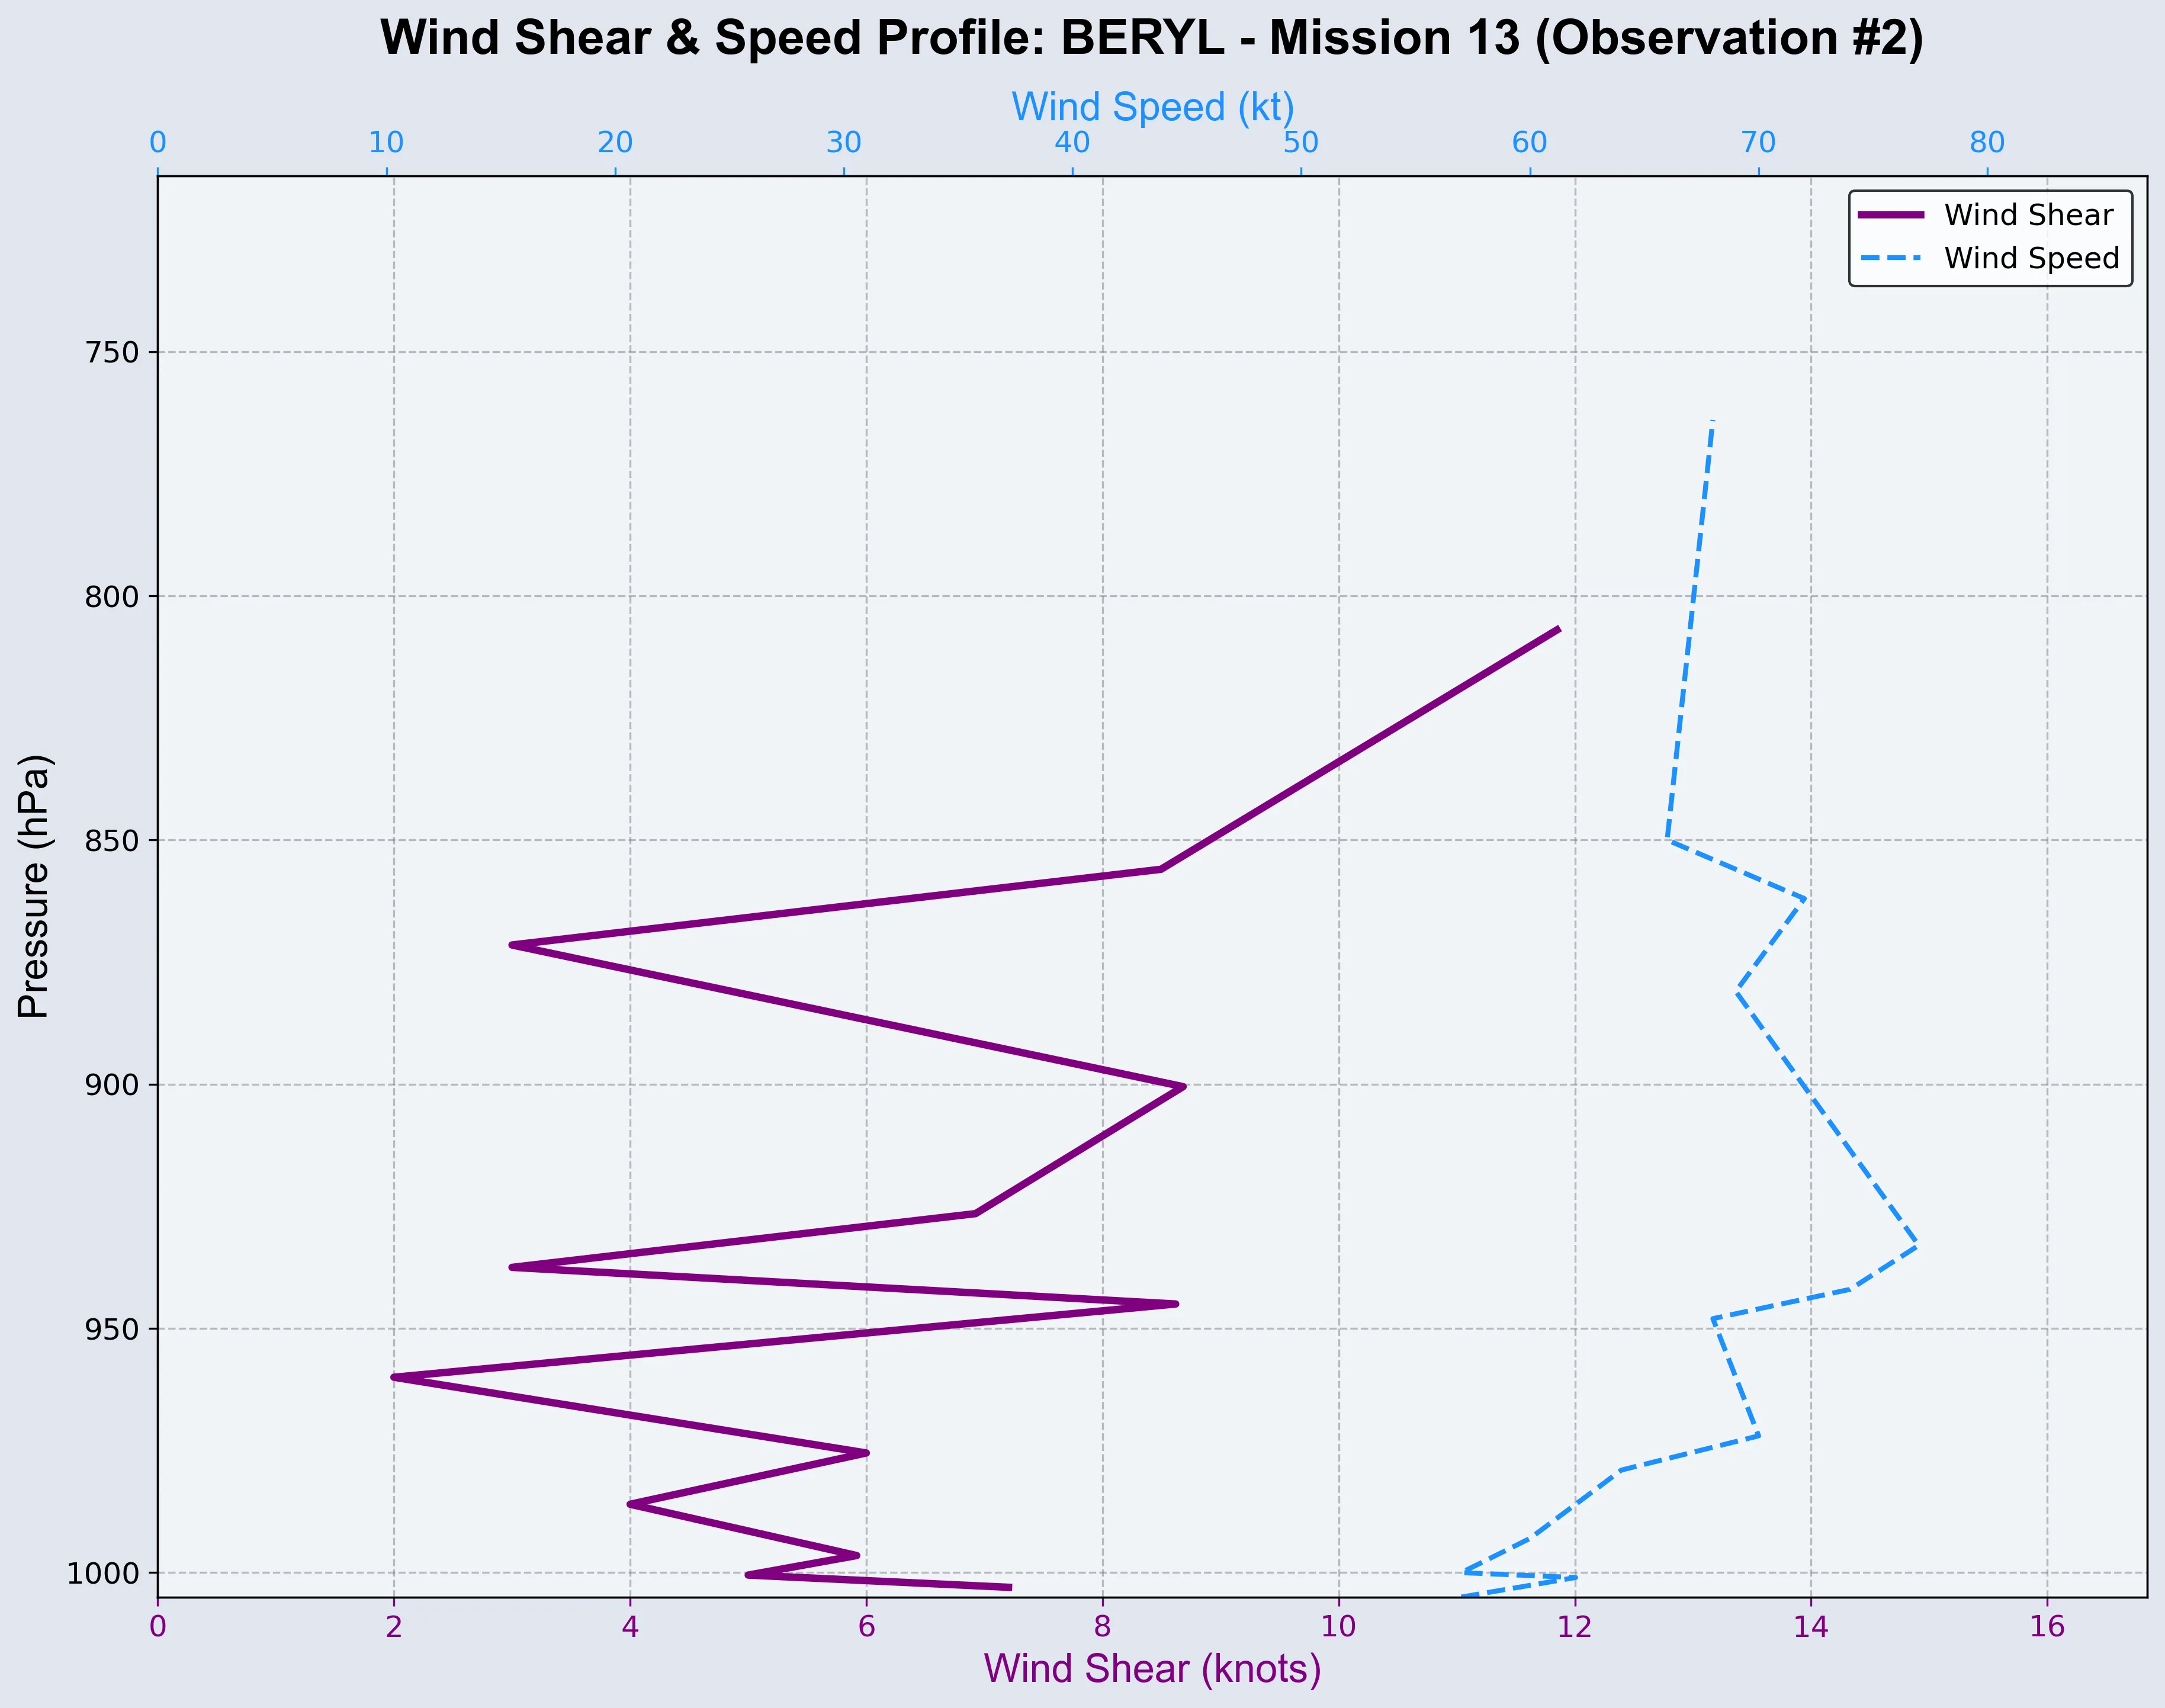 Wind Shear & Speed Profile: BERYL - Mission 13 (Observation #2)
Wind Speed (kt)
0 10 20 30 40 50 60 70 80
Wind Shear
Wind Speed
Pressure (hPa)
750
800
850
900
950
1000
0 2 4 6 8 10 12 14 16
Wind Shear (knots)